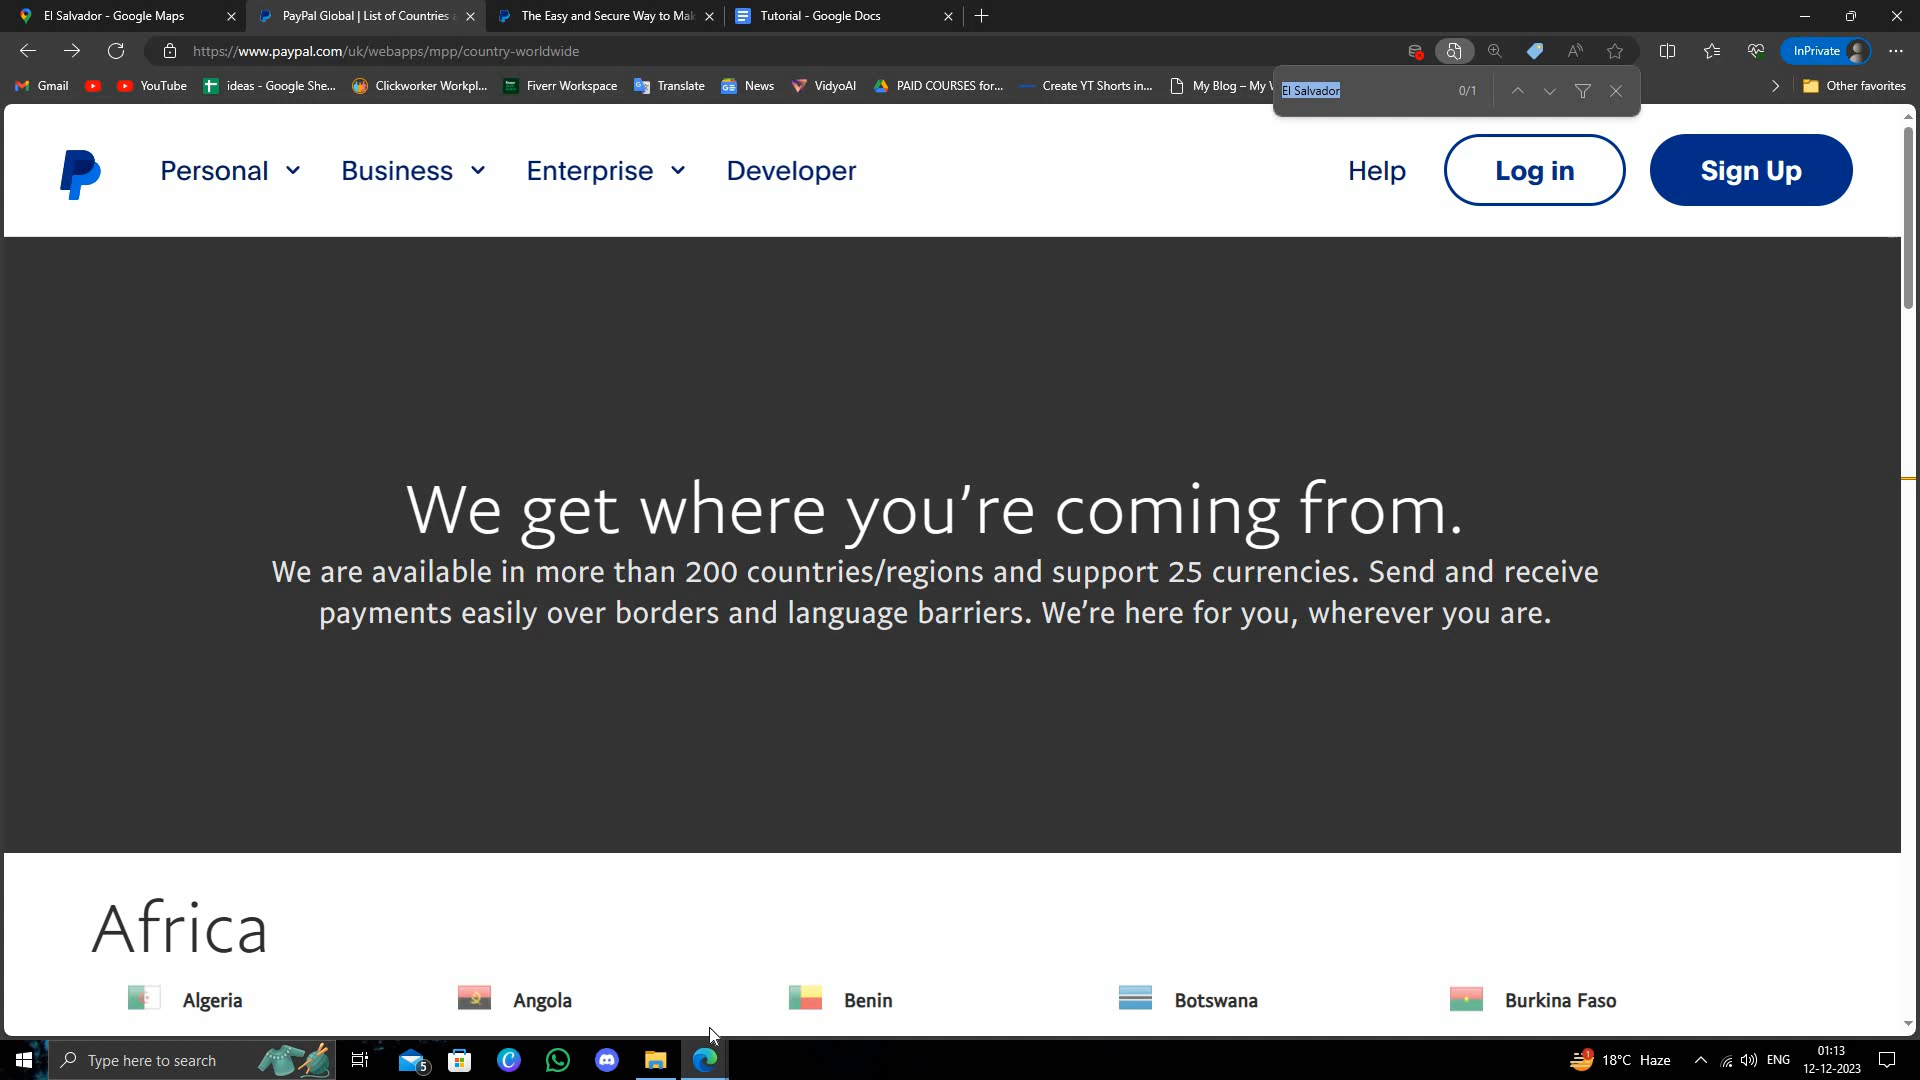 El Salvador - Google Maps
PayPal Global | List of Countries a
The Easy and Secure Way to Mak
Tutorial - Google Docs
https://www.paypal.com/uk/webapps/mpp/country-worldwide
InPrivate
Gmail
YouTube
ideas - Google She...
Clickworker Workpl...
Fiverr Workspace
Translate
News
VidyoAI
PAID COURSES for...
Create YT Shorts in...
My Blog – My W
El Salvador
0/1
Other favorites
Personal
Business
Enterprise
Developer
Help
Log in
Sign Up
We get where you’re coming from.
We are available in more than 200 countries/regions and support 25 currencies. Send and receive
payments easily over borders and language barriers. We’re here for you, wherever you are.
Africa
Algeria
Angola
Benin
Botswana
Burkina Faso
Type here to search
5
1
18°C Haze
ENG
01:13
12-12-2023